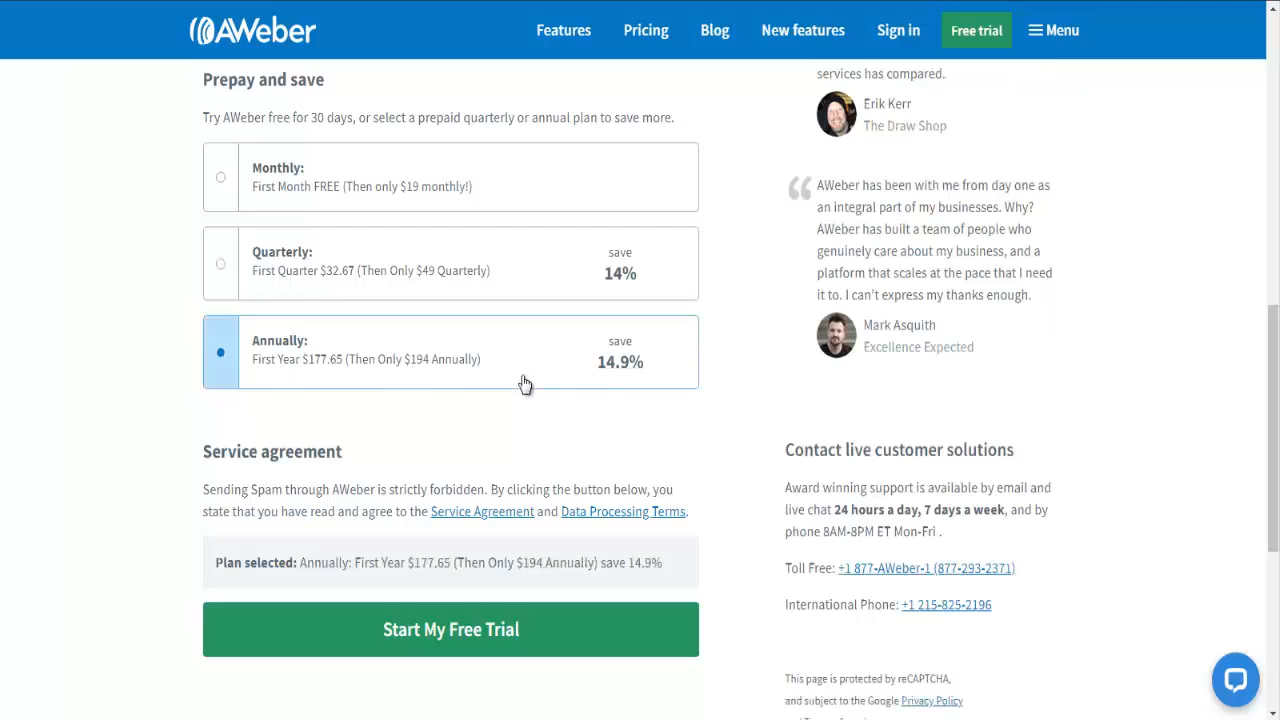 AWeber
Features Pricing Blog New features Sign in Free trial Menu
Prepay and save
Try AWeber free for 30 days, or select a prepaid quarterly or annual plan to save more.
Monthly:
First Month FREE (Then only $19 monthly!)
Quarterly:
First Quarter $32.67 (Then Only $49 Quarterly)
save
14%
Annually:
First Year $177.65 (Then Only $194 Annually)
save
14.9%
Service agreement
Sending Spam through AWeber is strictly forbidden. By clicking the button below, you
state that you have read and agree to the Service Agreement and Data Processing Terms.
Plan selected: Annually: First Year $177.65 (Then Only $194 Annually) save 14.9%
Start My Free Trial
services has compared.
Erik Kerr
The Draw Shop
AWeber has been with me from day one as
an integral part of my businesses. Why?
AWeber has built a team of people who
genuinely care about my business, and a
platform that scales at the pace that I need
it to. I can't express my thanks enough.
Mark Asquith
Excellence Expected
Contact live customer solutions
Award winning support is available by email and
live chat 24 hours a day, 7 days a week, and by
phone 8AM-8PM ET Mon-Fri .
Toll Free: +1 877-AWeber-1 (877-293-2371)
International Phone: +1 215-825-2196
This page is protected by reCAPTCHA,
and subject to the Google Privacy Policy